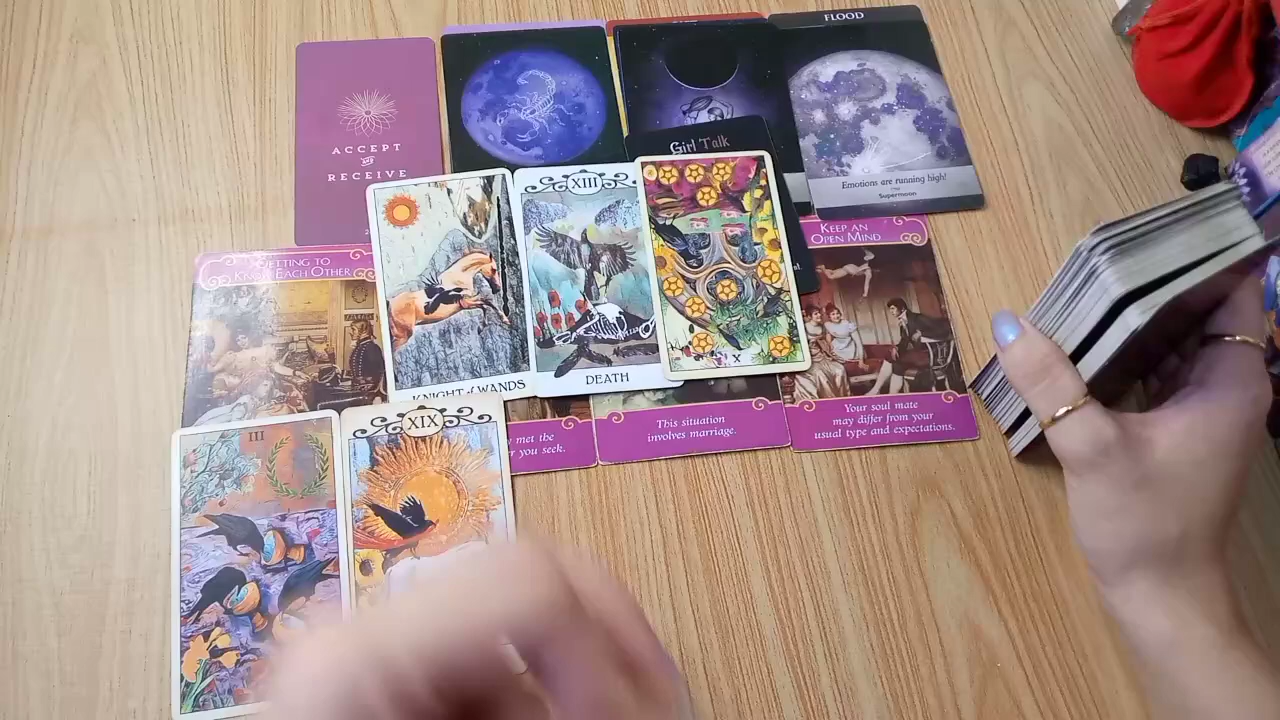 FLOOD
ACCEPT
AND
RECEIVE
Girl Talk
Emotions are running high!
Supermoon
GETTING TO
KNOW EACH OTHER
KEEP AN
OPEN MIND
XIII
KNIGHT of WANDS
DEATH
X
met the
you seek.
This situation
involves marriage.
Your soul mate
may differ from your
usual type and expectations.
III
XIX